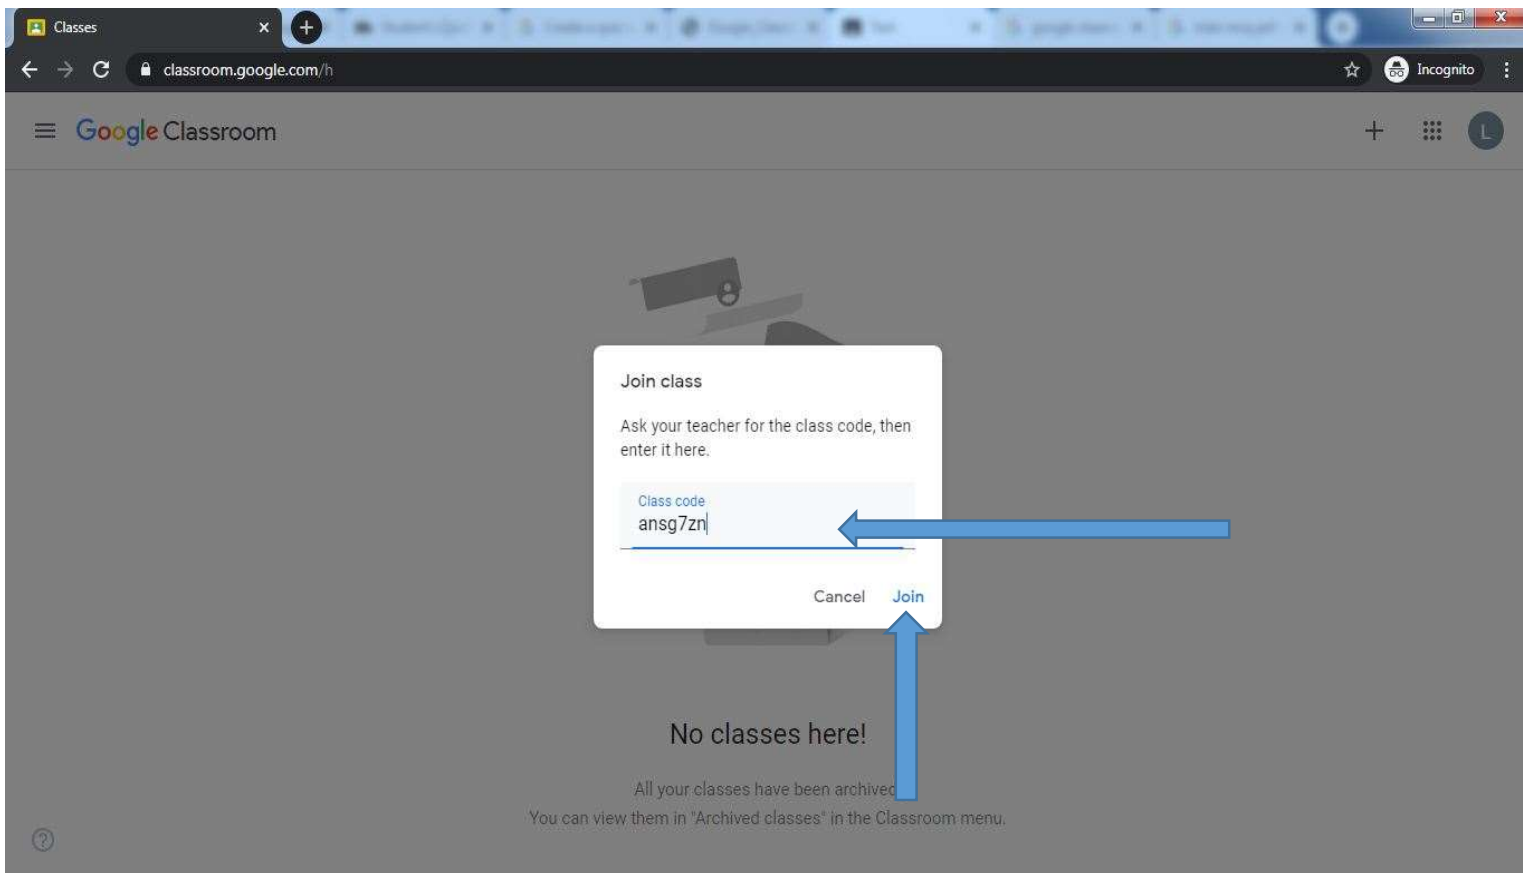 Classes
classroom.google.com/h
Incognito
Google Classroom
L
Join class
Ask your teacher for the class code, then
enter it here.
Class code
ansg7zn
Cancel Join
No classes here!
All your classes have been archived
You can view them in "Archived classes" in the Classroom menu.